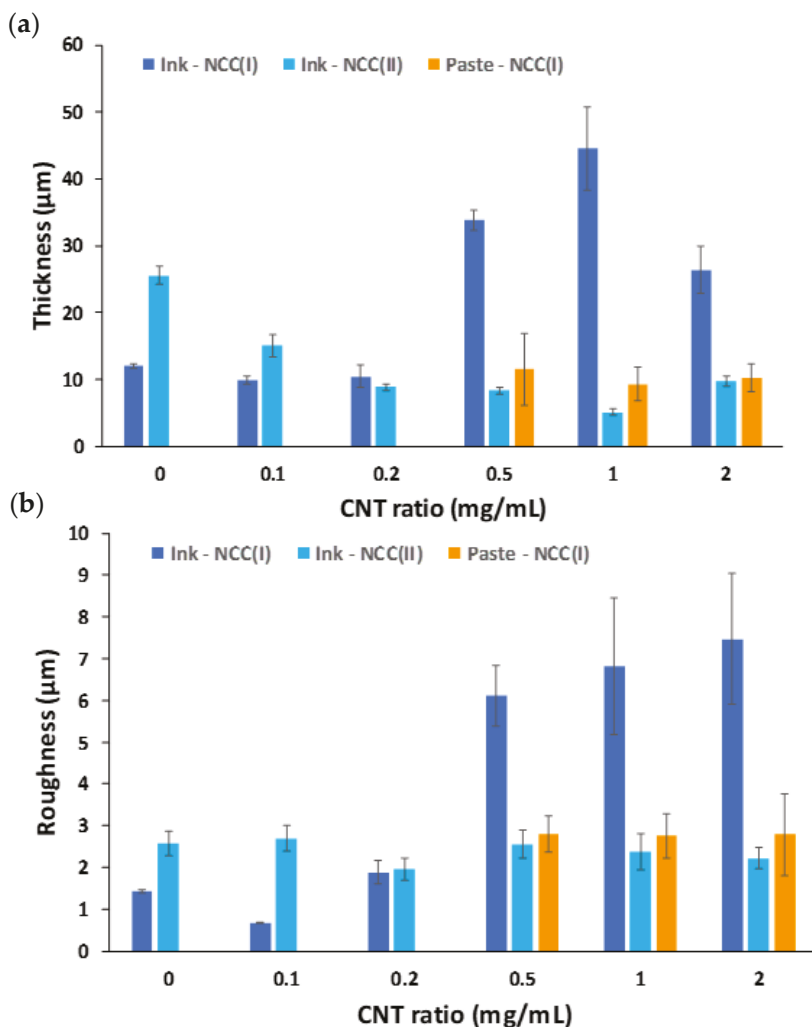 (a)
60
50
40
30
20
10
0
Thickness (µm)
Ink - NCC(I) Ink - NCC(II) Paste - NCC(I)
0 0.1 0.2 0.5 1 2
CNT ratio (mg/mL)
(b)
10
9
8
7
6
5
4
3
2
1
0
Roughness (µm)
Ink - NCC(I) Ink - NCC(II) Paste - NCC(I)
0 0.1 0.2 0.5 1 2
CNT ratio (mg/mL)